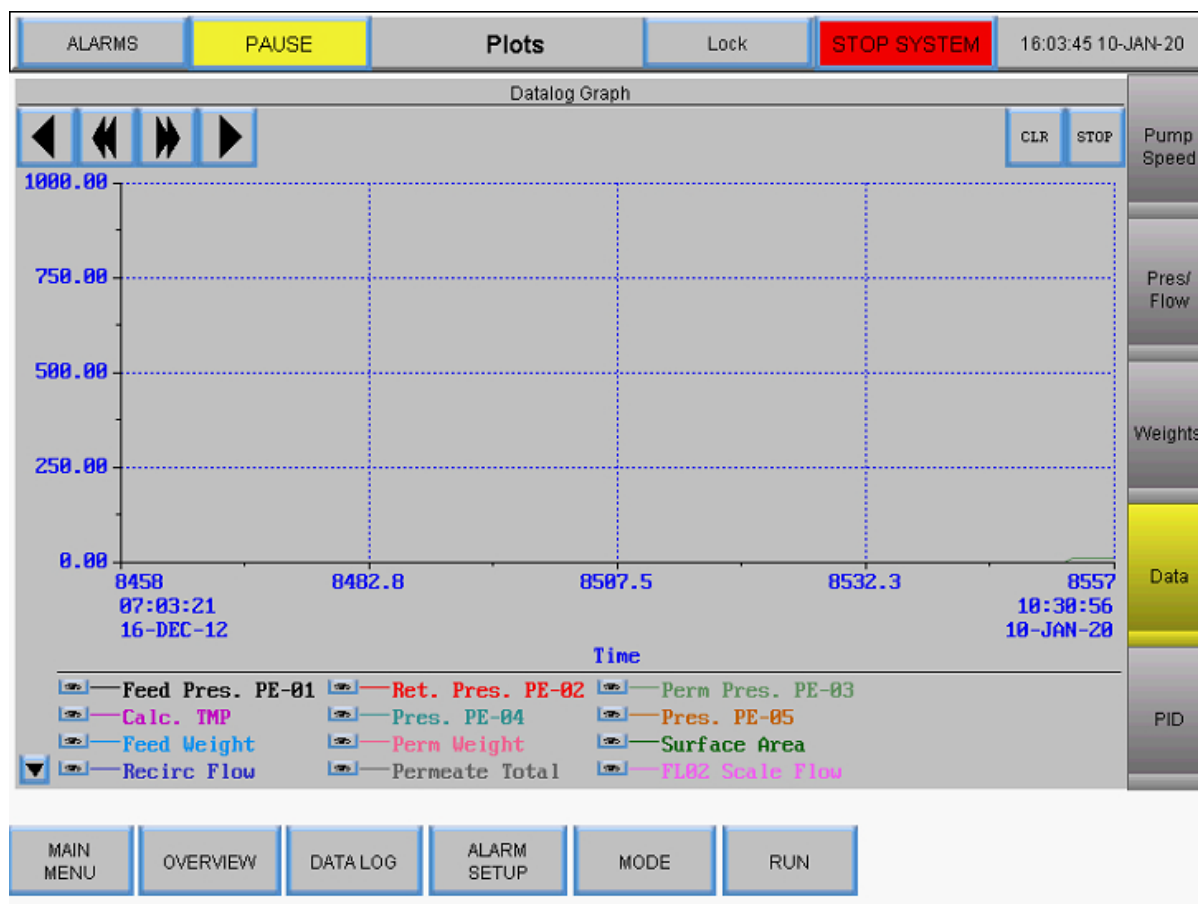 ALARMS PAUSE Plots Lock STOP SYSTEM 16:03:45 10-JAN-20
Datalog Graph
CLR STOP
Pump
Speed
1000.00
750.00
Pres/
Flow
500.00
Weights
250.00
0.00
Data
8458 8482.8 8507.5 8532.3 8557
07:03:21 10:30:56
16-DEC-12 10-JAN-20
Time
Feed Pres. PE-01 Ret. Pres. PE-02 Perm Pres. PE-03
Calc. TMP Pres. PE-04 Pres. PE-05
PID
Feed Weight Perm Weight Surface Area
Recirc Flow Permeate Total FL02 Scale Flow
MAIN
MENU
OVERVIEW
DATA LOG
ALARM
SETUP
MODE
RUN